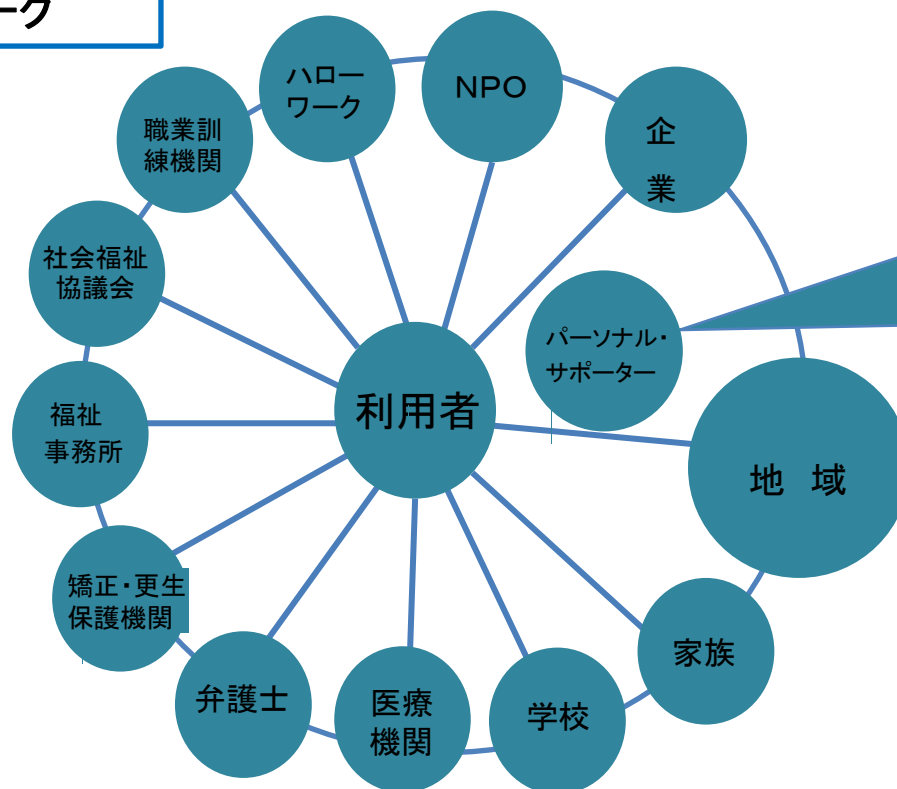 ーク
ハロー
ワーク
NPO
企
業
職業訓
練機関
社会福祉
協議会
パーソナル・
サポーター
利用者
福祉
事務所
地 域
矯正・更生
保護機関
家族
弁護士
医療
機関
学校